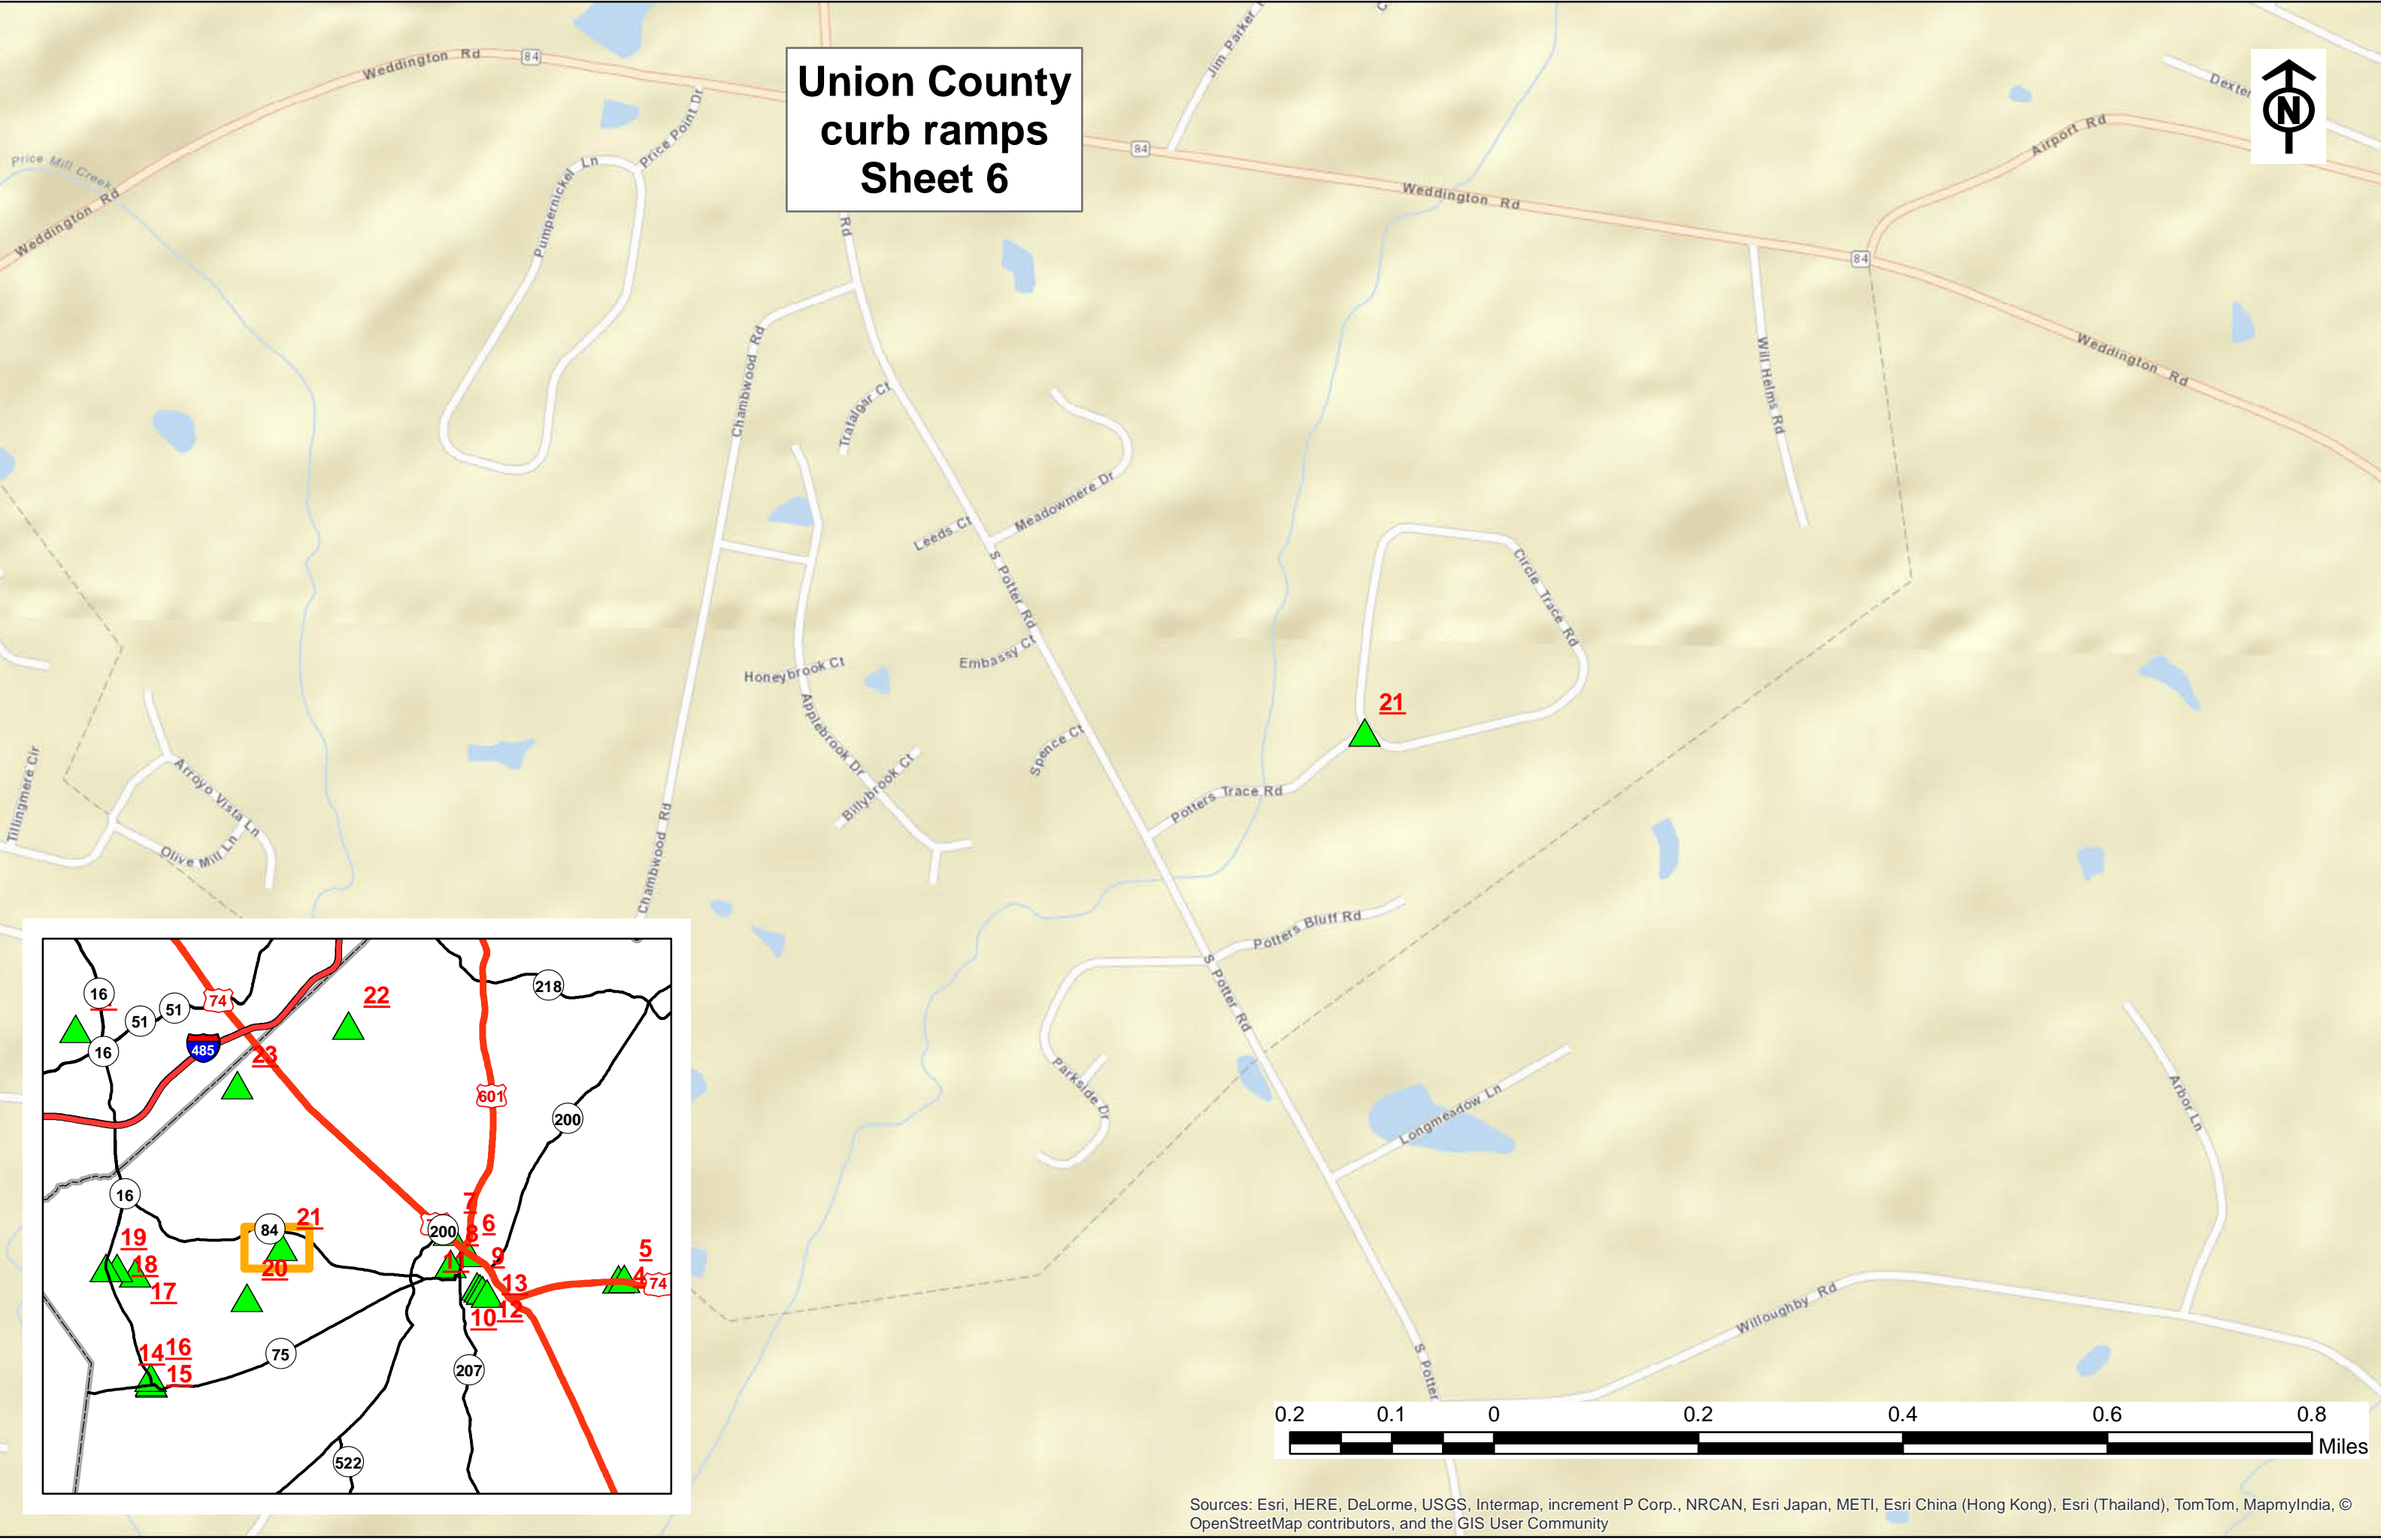 Union County
curb ramps
Sheet 6
N
Weddington Rd
84
Price Point Dr
Pumpernickel Ln
Price Mill Creek
Weddington Rd
Jim Parker
84
Weddington Rd
Airport Rd
Dexter
84
Weddington Rd
Will Helms Rd
Rd
Chambwood Rd
Trafalgar Ct
Leeds Ct
Meadowmere Dr
S Potter Rd
Circle Trace Rd
Embassy Ct
Honeybrook Ct
Applebrook Dr
Billybrook Ct
Spence Ct
21
Potters Trace Rd
Tillingmere Cir
Arroyo Vista Ln
Olive Mill Ln
Chambwood Rd
Potters Bluff Rd
S Potter Rd
Parkside Dr
Longmeadow Ln
Arbor Ln
Willoughby Rd
S Potter
16
51
51
74
22
218
16
485
23
601
200
16
84
21
20
19
18
17
7
200
6
8
9
11
13
10
12
5
4
74
14
16
15
75
207
522
0.2 0.1 0 0.2 0.4 0.6 0.8
Miles
Sources: Esri, HERE, DeLorme, USGS, Intermap, increment P Corp., NRCAN, Esri Japan, METI, Esri China (Hong Kong), Esri (Thailand), TomTom, MapmyIndia, ©
OpenStreetMap contributors, and the GIS User Community